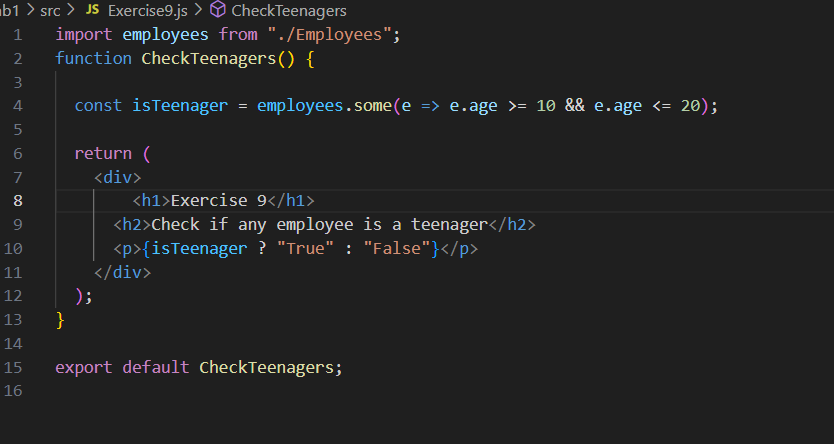 ab1 > src > JS Exercise9.js > CheckTeenagers
1 import employees from "./Employees";
2 function CheckTeenagers() {
3
4   const isTeenager = employees.some(e => e.age >= 10 && e.age <= 20);
5
6   return (
7     <div>
8         <h1>Exercise 9</h1>
9       <h2>Check if any employee is a teenager</h2>
10       <p>{isTeenager ? "True" : "False"}</p>
11     </div>
12   );
13 }
14
15 export default CheckTeenagers;
16